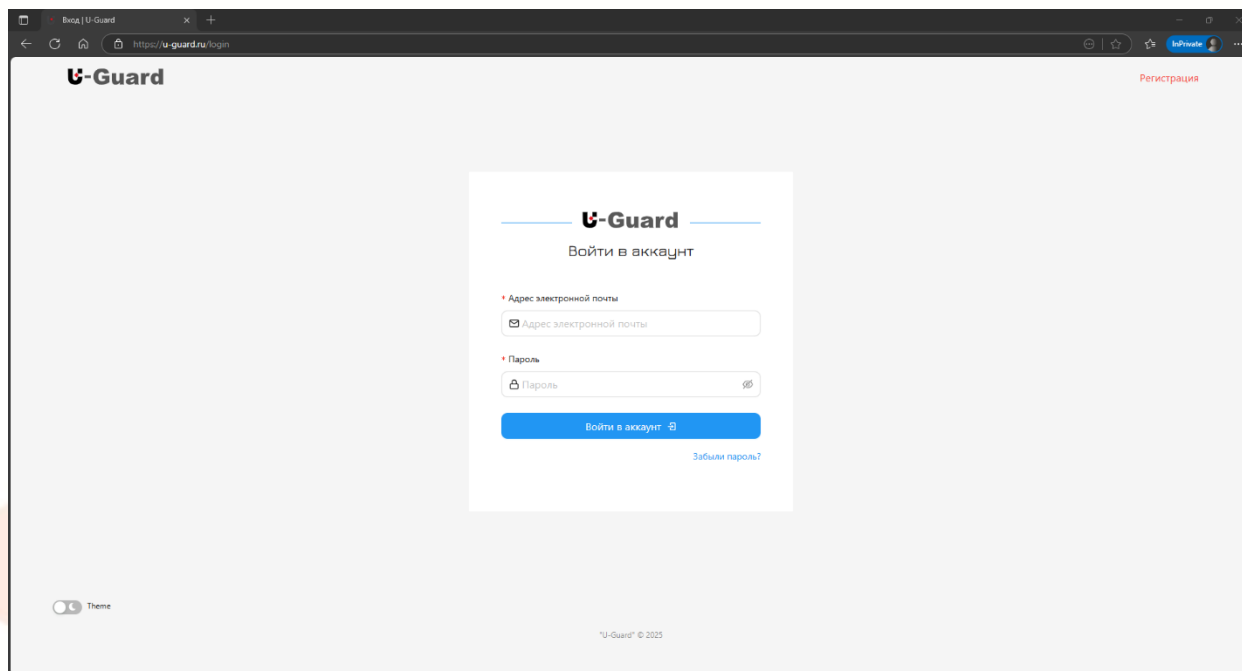 Вход | U-Guard
https://u-guard.ru/login
InPrivate
U-Guard
Регистрация
U-Guard
Войти в аккаунт
* Адрес электронной почты
Адрес электронной почты
* Пароль
Пароль
Войти в аккаунт
Забыли пароль?
Theme
"U-Guard" © 2025